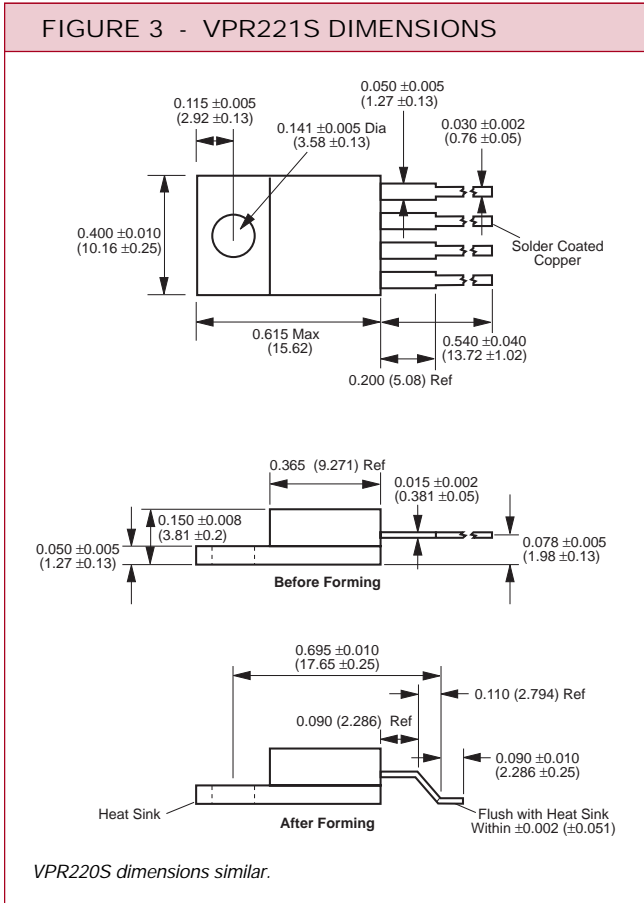 FIGURE 3 - VPR221S DIMENSIONS
0.050 ±0.005
(1.27 ±0.13)
0.115 ±0.005
(2.92 ±0.13)
0.141 ±0.005 Dia
(3.58 ±0.13)
0.030 ±0.002
(0.76 ±0.05)
0.400 ±0.010
(10.16 ±0.25)
Solder Coated
Copper
0.615 Max
(15.62)
0.540 ±0.040
(13.72 ±1.02)
0.200 (5.08) Ref
0.365 (9.271) Ref
0.015 ±0.002
(0.381 ±0.05)
0.150 ±0.008
(3.81 ±0.2)
0.050 ±0.005
(1.27 ±0.13)
0.078 ±0.005
(1.98 ±0.13)
Before Forming
0.695 ±0.010
(17.65 ±0.25)
0.110 (2.794) Ref
0.090 (2.286) Ref
0.090 ±0.010
(2.286 ±0.25)
Heat Sink
After Forming
Flush with Heat Sink
Within ±0.002 (±0.051)
VPR220S dimensions similar.